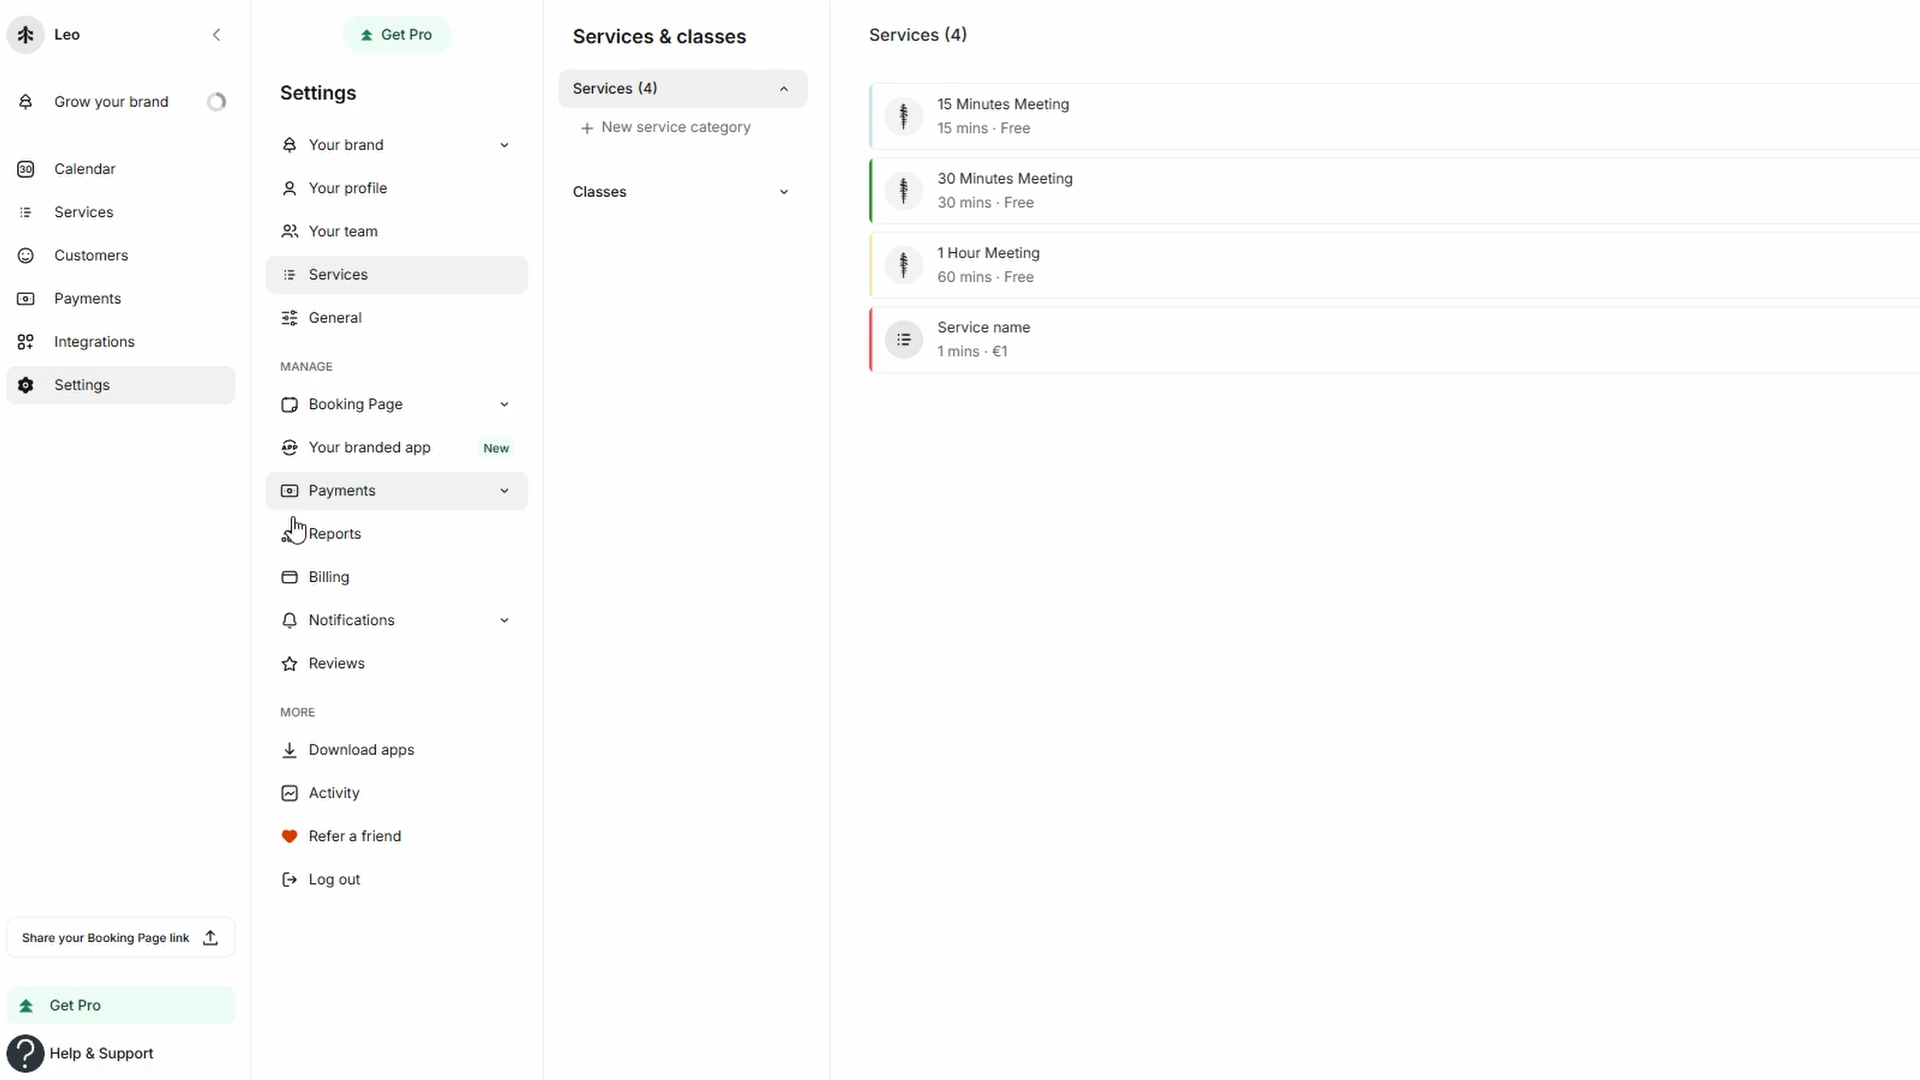 Leo
Grow your brand
30
Calendar
Services
Customers
Payments
Integrations
Settings
Share your Booking Page link
Get Pro
Help & Support
Get Pro
Settings
Your brand
Your profile
Your team
Services
General
MANAGE
Booking Page
APP
Your branded app New
Payments
Reports
Billing
Notifications
Reviews
MORE
Download apps
Activity
Refer a friend
Log out
Services & classes
Services (4)
New service category
Classes
Services (4)
15 Minutes Meeting
15 mins · Free
30 Minutes Meeting
30 mins · Free
1 Hour Meeting
60 mins · Free
Service name
1 mins · €1